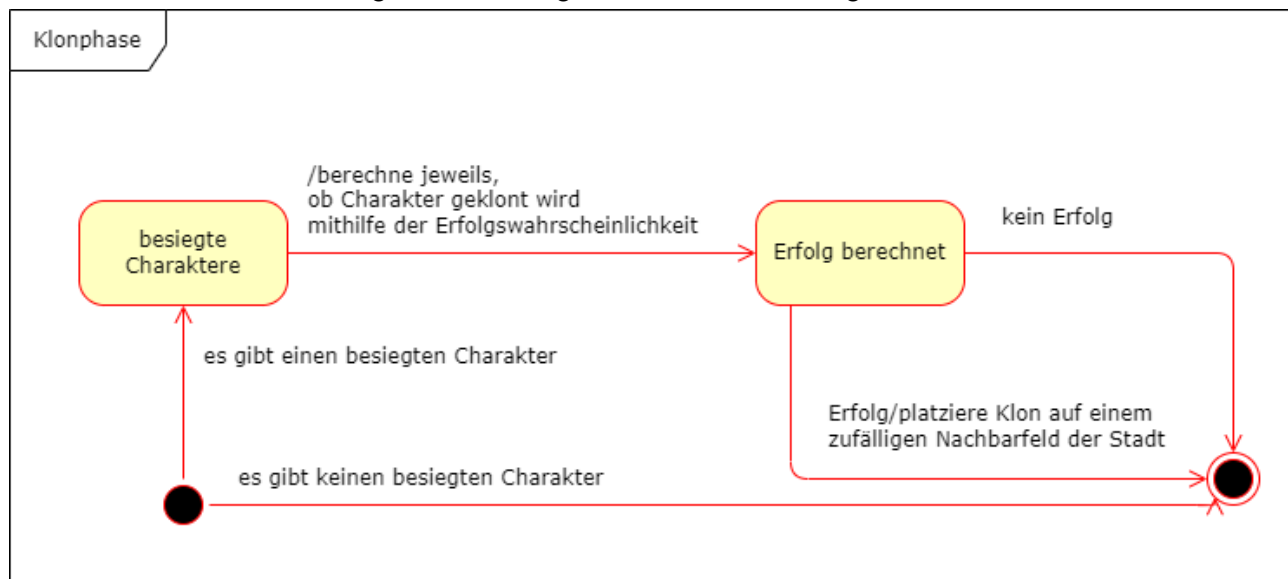 Klonphase
/berechne jeweils,
ob Charakter geklont wird
mithilfe der Erfolgswahrscheinlichkeit
kein Erfolg
besiegte
Charaktere
Erfolg berechnet
es gibt einen besiegten Charakter
Erfolg/platziere Klon auf einem
zufälligen Nachbarfeld der Stadt
es gibt keinen besiegten Charakter